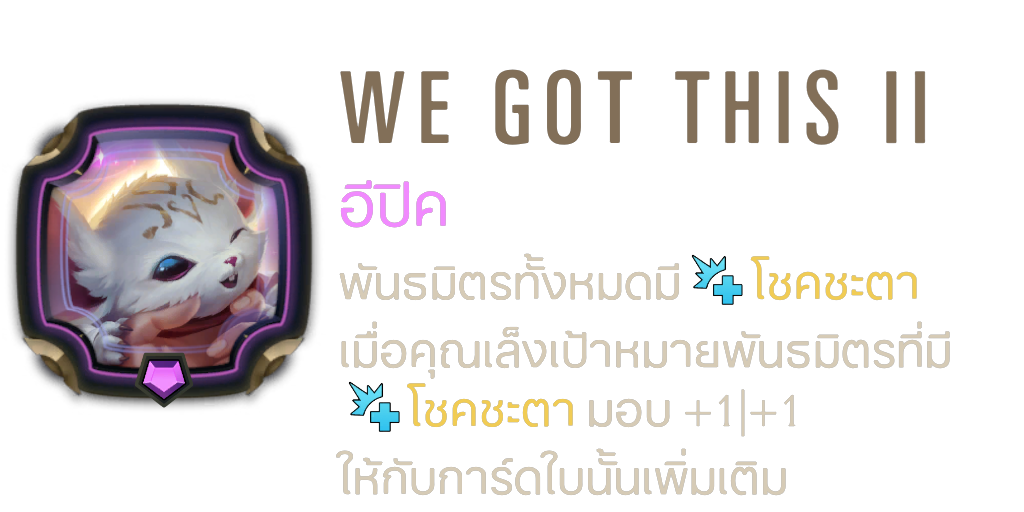 WE GOT THIS II
อีปิค
พันธมิตรทั้งหมดมี โชคชะตา
เมื่อคุณเล็งเป้าหมายพันธมิตรที่มี
โชคชะตา มอบ +1|+1
ให้กับการ์ดใบนั้นเพิ่มเติม